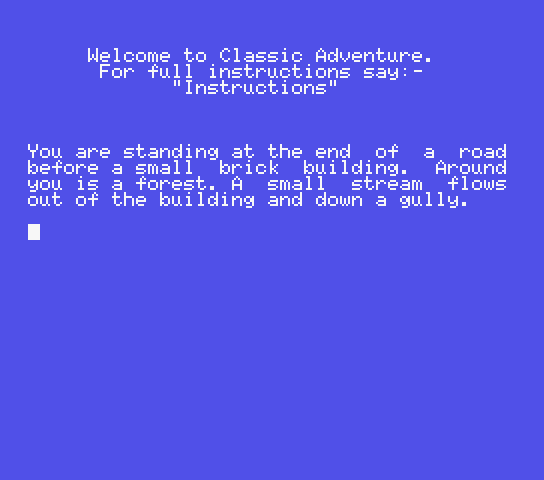 Welcome to Classic Adventure.
For full instructions say:-
"Instructions"
You are standing at the end of a road
before a small brick building. Around
you is a forest. A small stream flows
out of the building and down a gully.